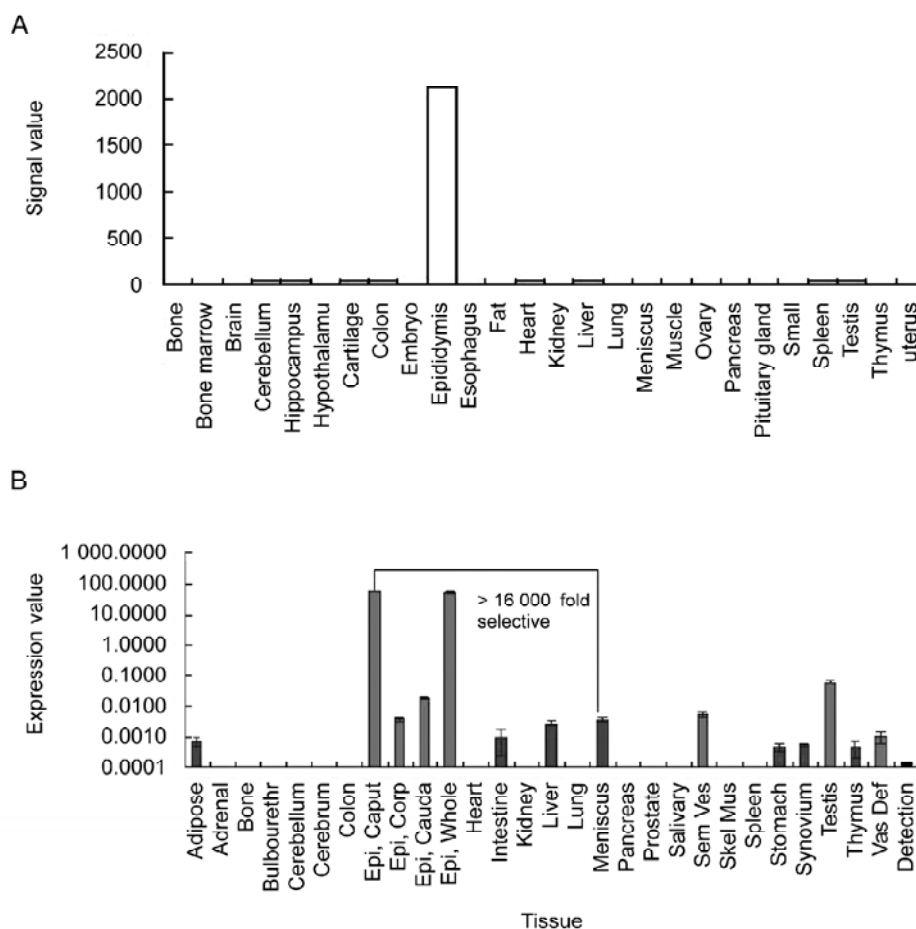 A
2500
2000
1500
1000
500
0
Signal value
Bone
Bone marrow
Brain
Cerebellum
Hippocampus
Hypothalamu
Cartilage
Colon
Embryo
Epididymis
Esophagus
Fat
Heart
Kidney
Liver
Lung
Meniscus
Muscle
Ovary
Pancreas
Pituitary gland
Small
Spleen
Testis
Thymus
uterus
B
1 000.0000
100.0000
10.0000
1.0000
0.1000
0.0100
0.0010
0.0001
Expression value
> 16 000 fold
selective
Adipose
Adrenal
Bone
Bulbourethr
Cerebellum
Cerebrum
Colon
Epi, Caput
Epi, Corp
Epi, Cauda
Epi, Whole
Heart
Intestine
Kidney
Liver
Lung
Meniscus
Pancreas
Prostate
Salivary
Sem Ves
Skel Mus
Spleen
Stomach
Synovium
Testis
Thymus
Vas Def
Detection
Tissue